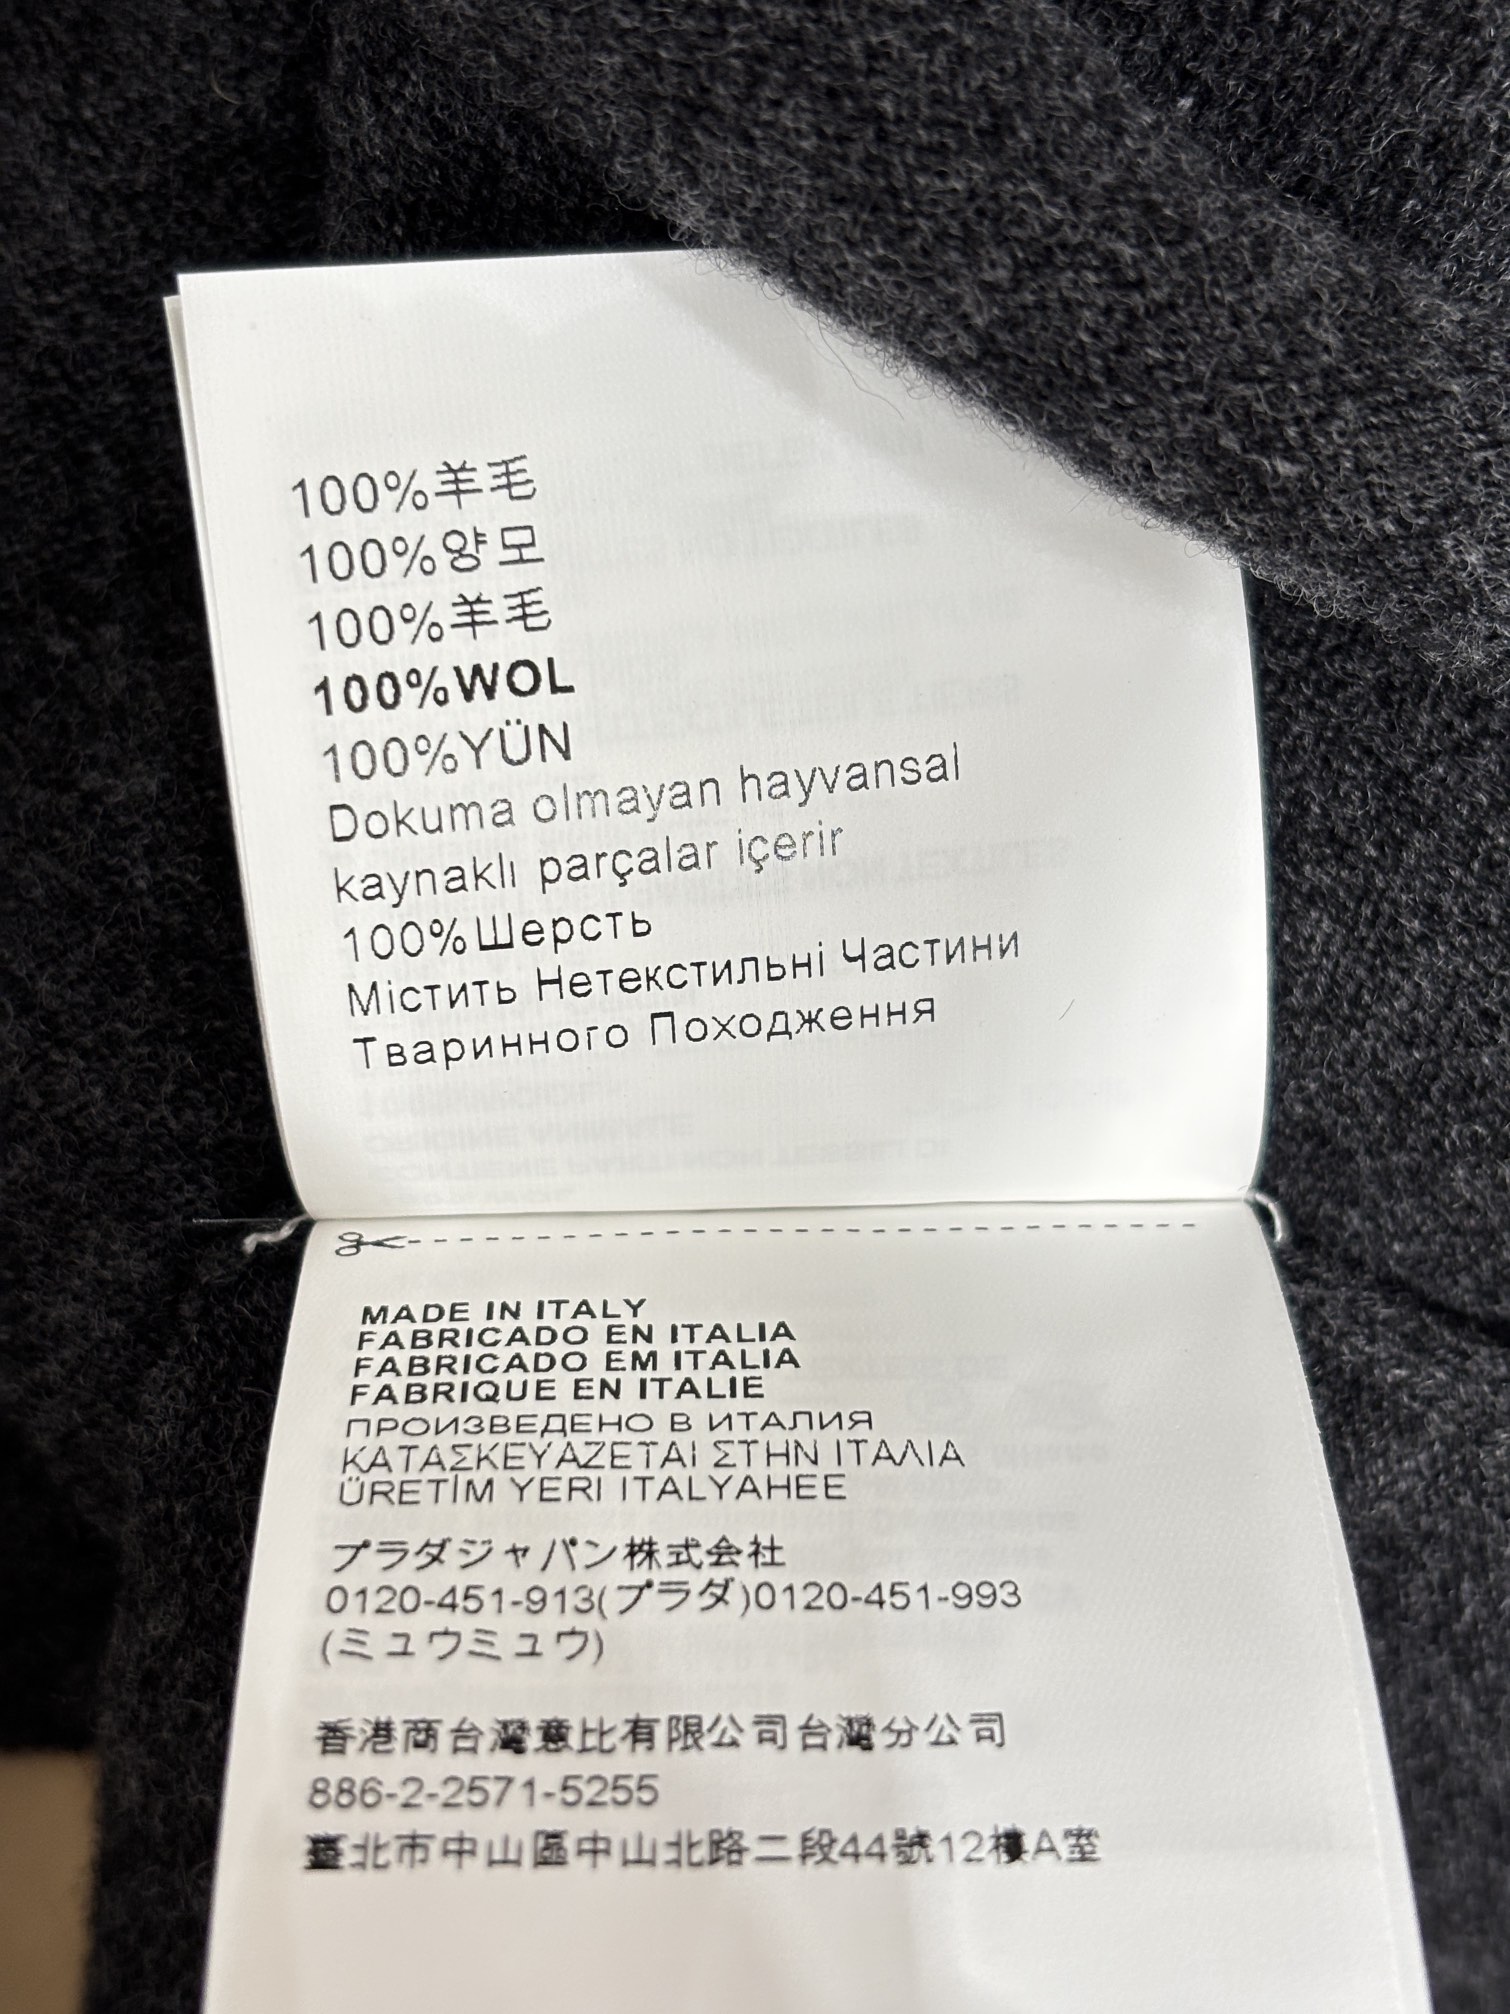 100%羊毛
100%양모
100%羊毛
100%WOL
100%YÜN
Dokuma olmayan hayvansal
kaynaklı parçalar içerir
100%Шерсть
Містить Нетекстильні Частини
Тваринного Походження
MADE IN ITALY
FABRICADO EN ITALIA
FABRICADO EM ITALIA
FABRIQUE EN ITALIE
ПРОИЗВЕДЕНО В ИТАЛИЯ
ΚΑΤΑΣΚΕΥΑΖΕΤΑΙ ΣΤΗΝ ΙΤΑΛΙΑ
ÜRETİM YERI ITALYAHEE
プラダジャパン株式会社
0120-451-913(プラダ)0120-451-993
(ミュウミュウ)
香港商台灣意比有限公司台灣分公司
886-2-2571-5255
臺北市中山區中山北路二段44號12樓A室